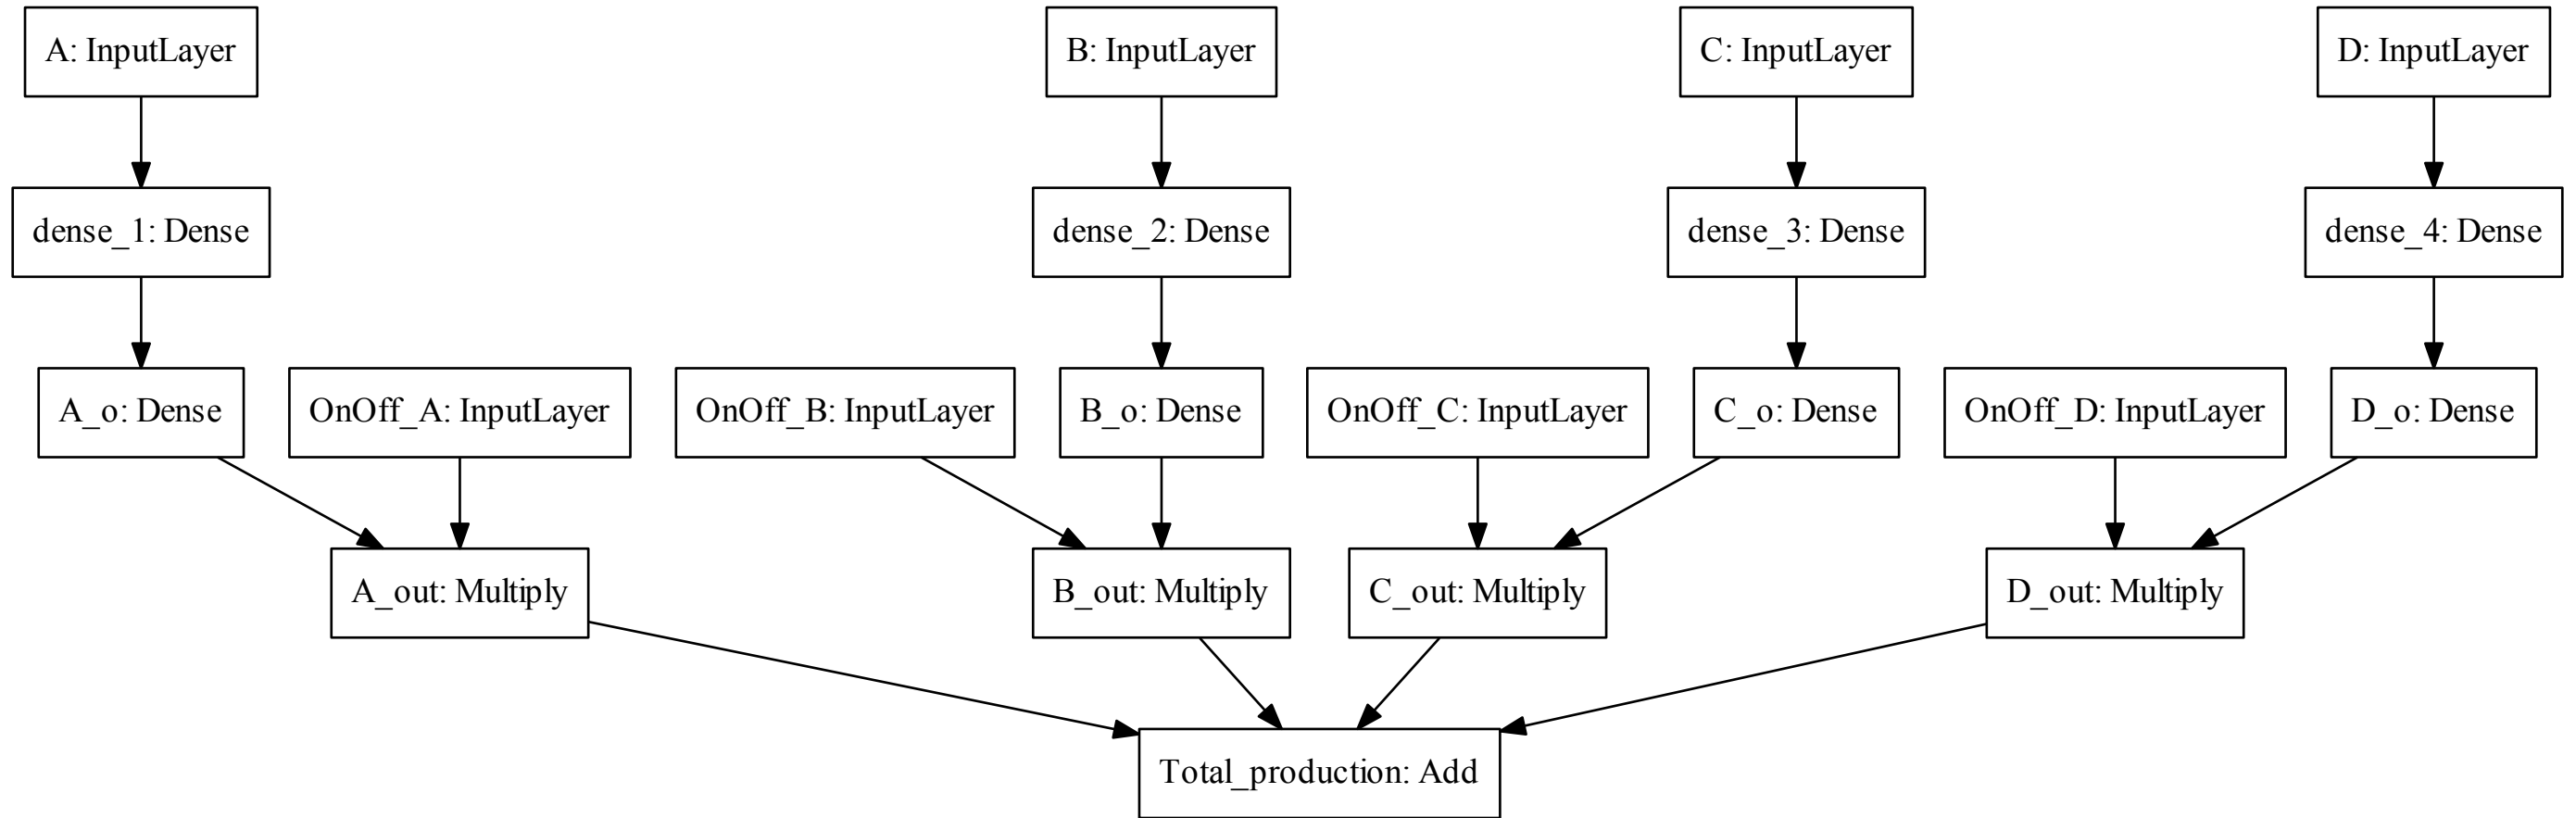 A: InputLayer
B: InputLayer
C: InputLayer
D: InputLayer
dense_1: Dense
dense_2: Dense
dense_3: Dense
dense_4: Dense
A_o: Dense
OnOff_A: InputLayer
OnOff_B: InputLayer
B_o: Dense
OnOff_C: InputLayer
C_o: Dense
OnOff_D: InputLayer
D_o: Dense
A_out: Multiply
B_out: Multiply
C_out: Multiply
D_out: Multiply
Total_production: Add